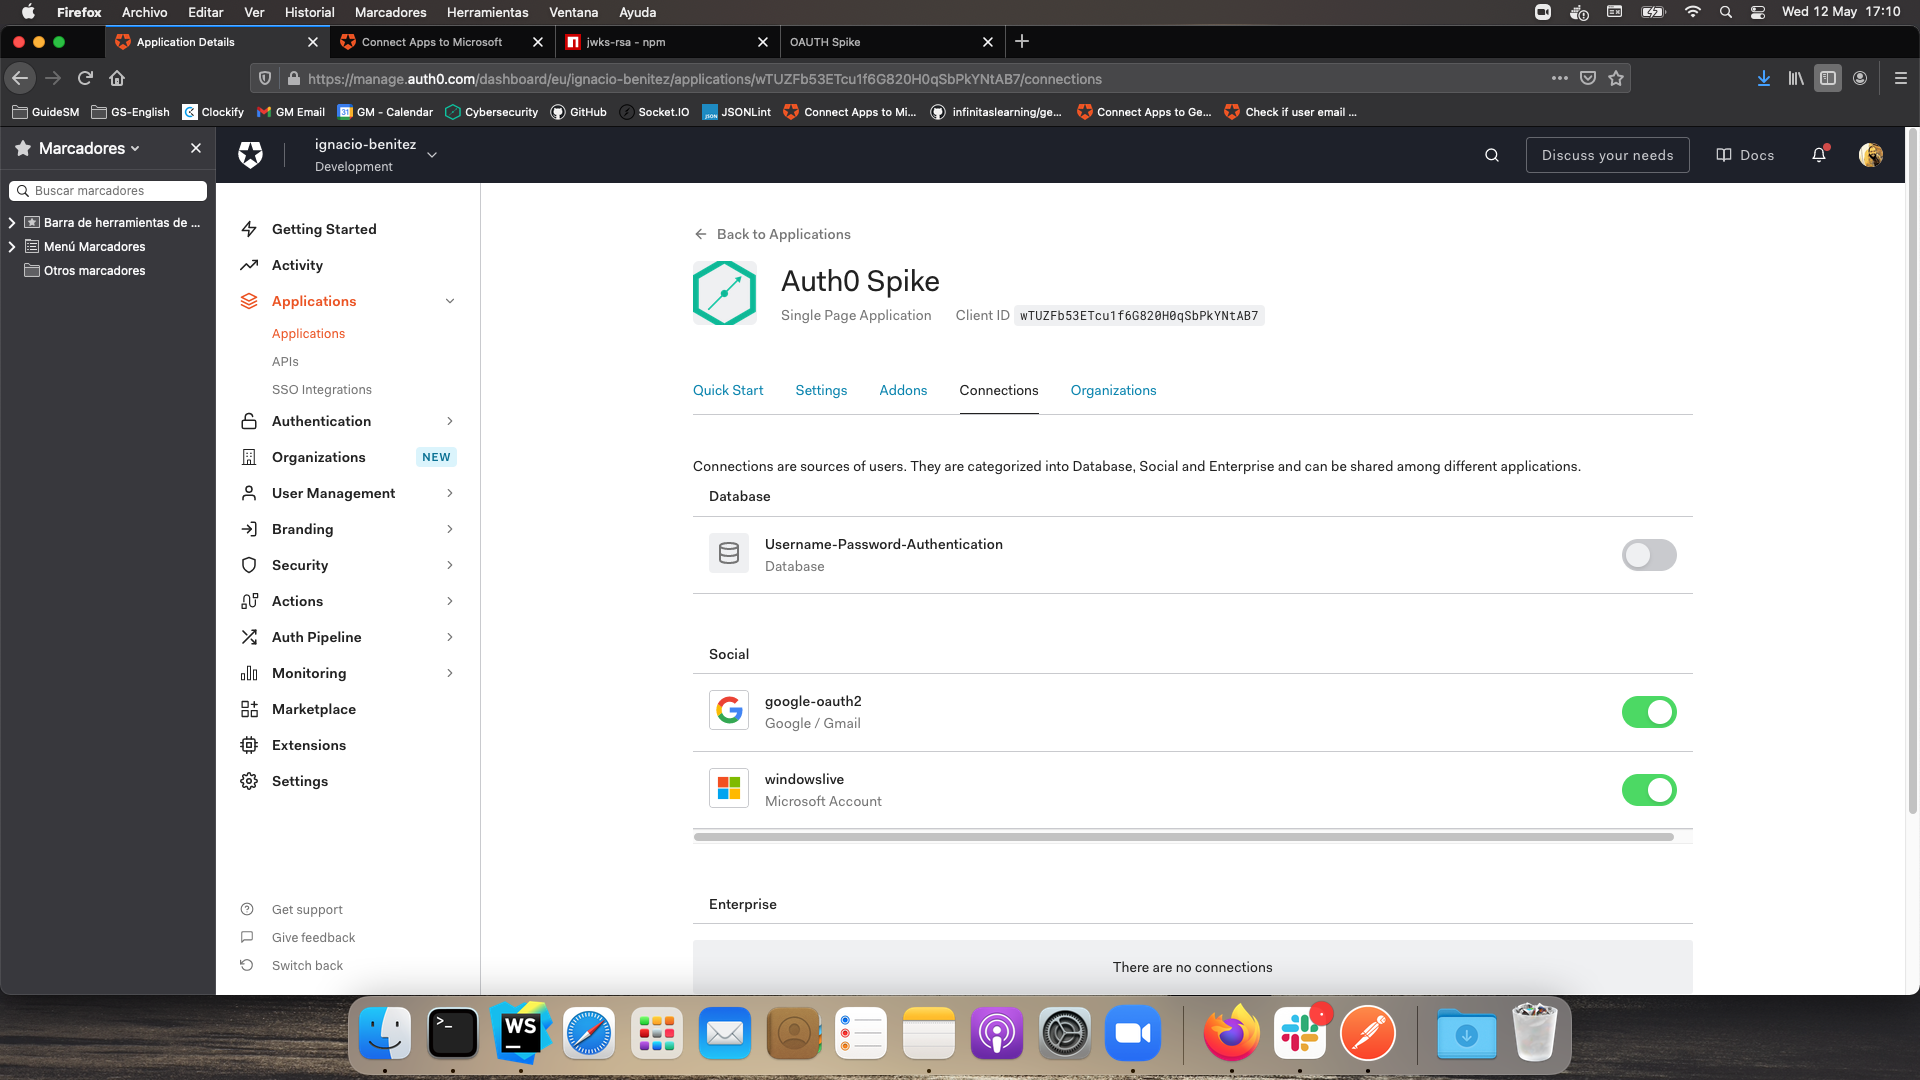 Firefox Archivo Editar Ver Historial Marcadores Herramientas Ventana Ayuda Wed 12 May 17:10
Application Details Connect Apps to Microsoft jwks-rsa - npm OAUTH Spike
https://manage.auth0.com/dashboard/eu/ignacio-benitez/applications/wTUZFb53ETcu1f6G820H0qSbPkYNtAB7/connections
GuideSM GS-English Clockify GM Email GM - Calendar Cybersecurity GitHub Socket.IO JSONLint Connect Apps to Mi... infinitaslearning/ge... Connect Apps to Ge... Check if user email ...
Marcadores
Buscar marcadores
Barra de herramientas de ...
Menú Marcadores
Otros marcadores
ignacio-benitez
Development
Discuss your needs
Docs
Getting Started
Activity
Applications
Applications
APIs
SSO Integrations
Authentication
Organizations NEW
User Management
Branding
Security
Actions
Auth Pipeline
Monitoring
Marketplace
Extensions
Settings
Get support
Give feedback
Switch back
Back to Applications
Auth0 Spike
Single Page Application Client ID wTUZFb53ETcu1f6G820H0qSbPkYNtAB7
Quick Start Settings Addons Connections Organizations
Connections are sources of users. They are categorized into Database, Social and Enterprise and can be shared among different applications.
Database
Username-Password-Authentication
Database
Social
google-oauth2
Google / Gmail
windowslive
Microsoft Account
Enterprise
There are no connections
WS